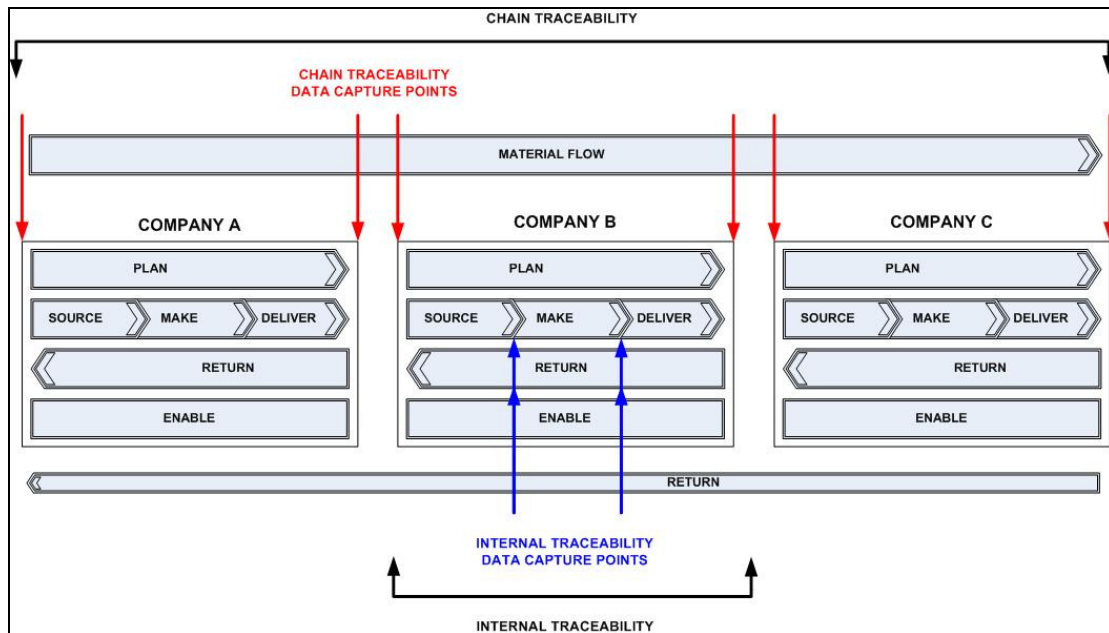 CHAIN TRACEABILITY
CHAIN TRACEABILITY
DATA CAPTURE POINTS
MATERIAL FLOW
COMPANY A
COMPANY B
COMPANY C
PLAN
PLAN
PLAN
SOURCE
MAKE
DELIVER
SOURCE
MAKE
DELIVER
SOURCE
MAKE
DELIVER
RETURN
RETURN
RETURN
ENABLE
ENABLE
ENABLE
RETURN
INTERNAL TRACEABILITY
DATA CAPTURE POINTS
INTERNAL TRACEABILITY